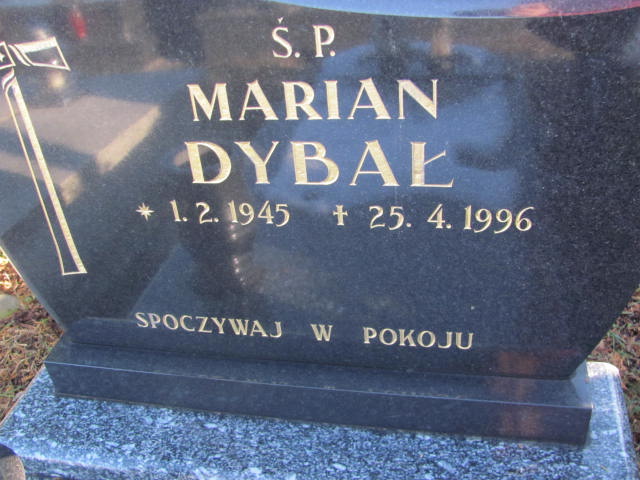 Ś. P.
MARIAN
DYBAŁ
* 1. 2. 1945 † 25. 4. 1996
SPOCZYWAJ W POKOJU